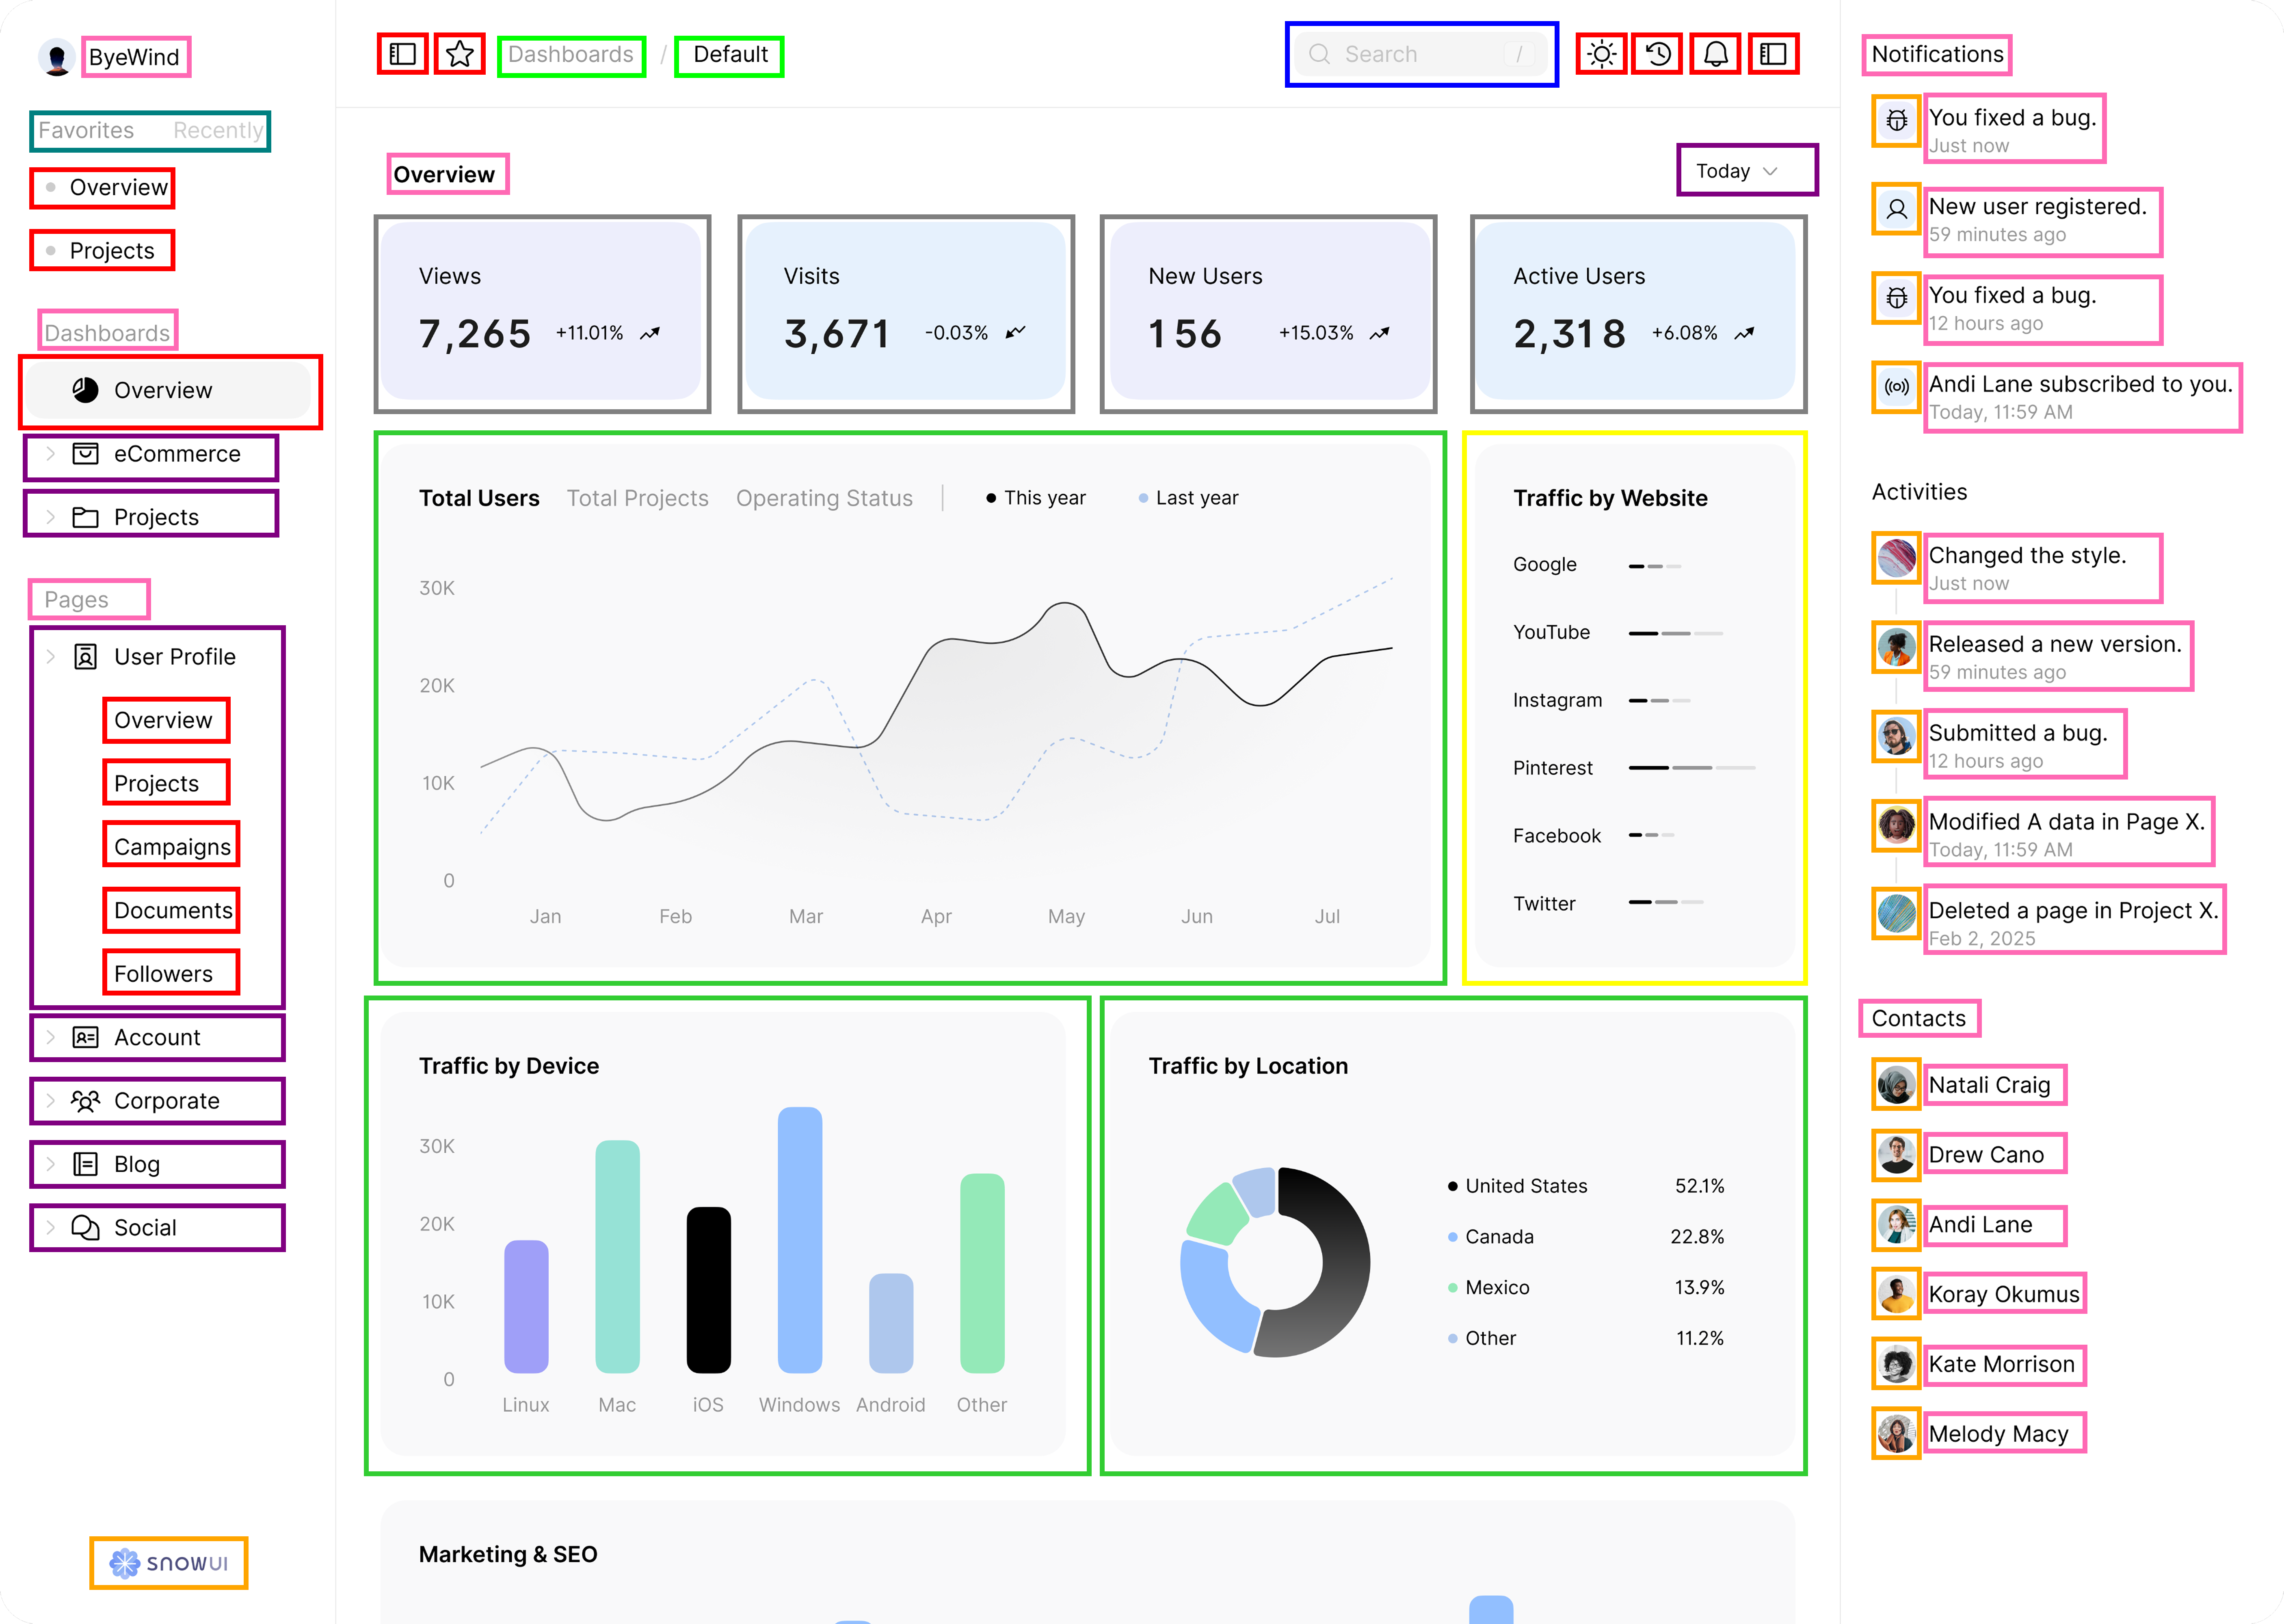 ByeWind
Favorites Recently
Overview
Projects
Dashboards
Overview
eCommerce
Projects
Pages
User Profile
Overview
Projects
Campaigns
Documents
Followers
Account
Corporate
Blog
Social
snowUI
Dashboards / Default
Search /
Overview
Today
Views
7,265 +11.01%
Visits
3,671 -0.03%
New Users
156 +15.03%
Active Users
2,318 +6.08%
Total Users Total Projects Operating Status This year Last year
30K
20K
10K
0
Jan Feb Mar Apr May Jun Jul
Traffic by Website
Google
YouTube
Instagram
Pinterest
Facebook
Twitter
Traffic by Device
30K
20K
10K
0
Linux Mac iOS Windows Android Other
Traffic by Location
United States 52.1%
Canada 22.8%
Mexico 13.9%
Other 11.2%
Marketing & SEO
Notifications
You fixed a bug.
Just now
New user registered.
59 minutes ago
You fixed a bug.
12 hours ago
Andi Lane subscribed to you.
Today, 11:59 AM
Activities
Changed the style.
Just now
Released a new version.
59 minutes ago
Submitted a bug.
12 hours ago
Modified A data in Page X.
Today, 11:59 AM
Deleted a page in Project X.
Feb 2, 2025
Contacts
Natali Craig
Drew Cano
Andi Lane
Koray Okumus
Kate Morrison
Melody Macy